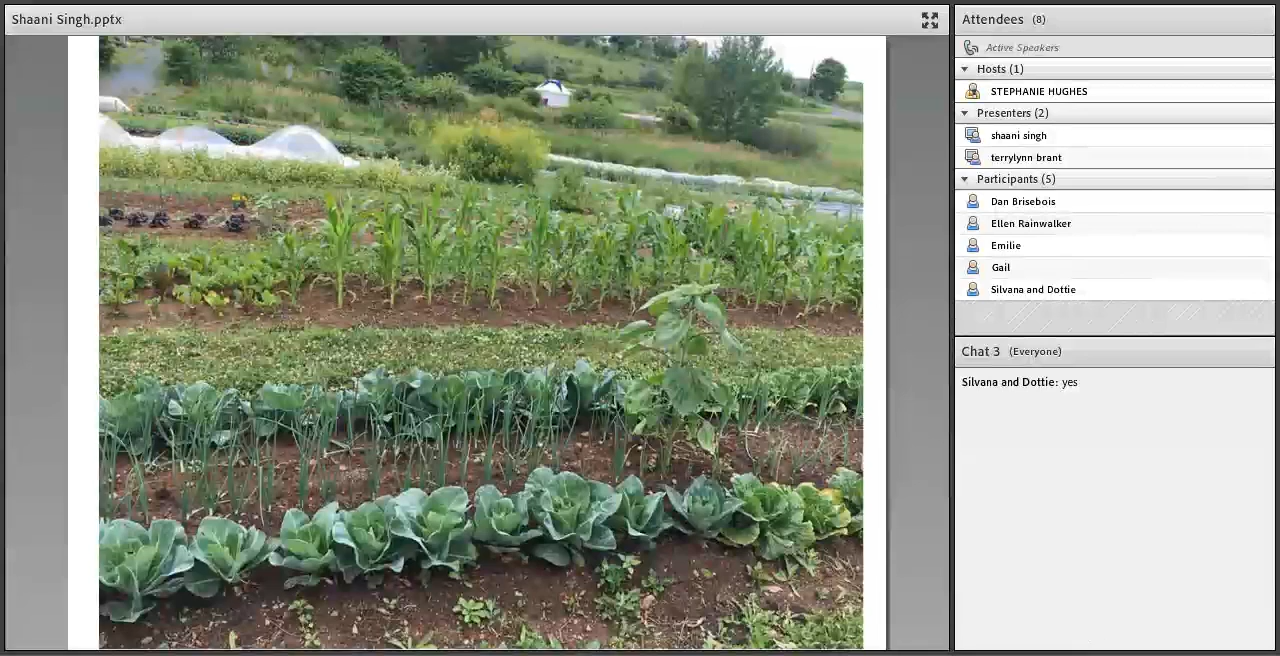 Shaani Singh.pptx
Attendees (8)
Active Speakers
Hosts (1)
STEPHANIE HUGHES
Presenters (2)
shaani singh
terrylynn brant
Participants (5)
Dan Brisebois
Ellen Rainwalker
Emilie
Gail
Silvana and Dottie
Chat 3 (Everyone)
Silvana and Dottie: yes